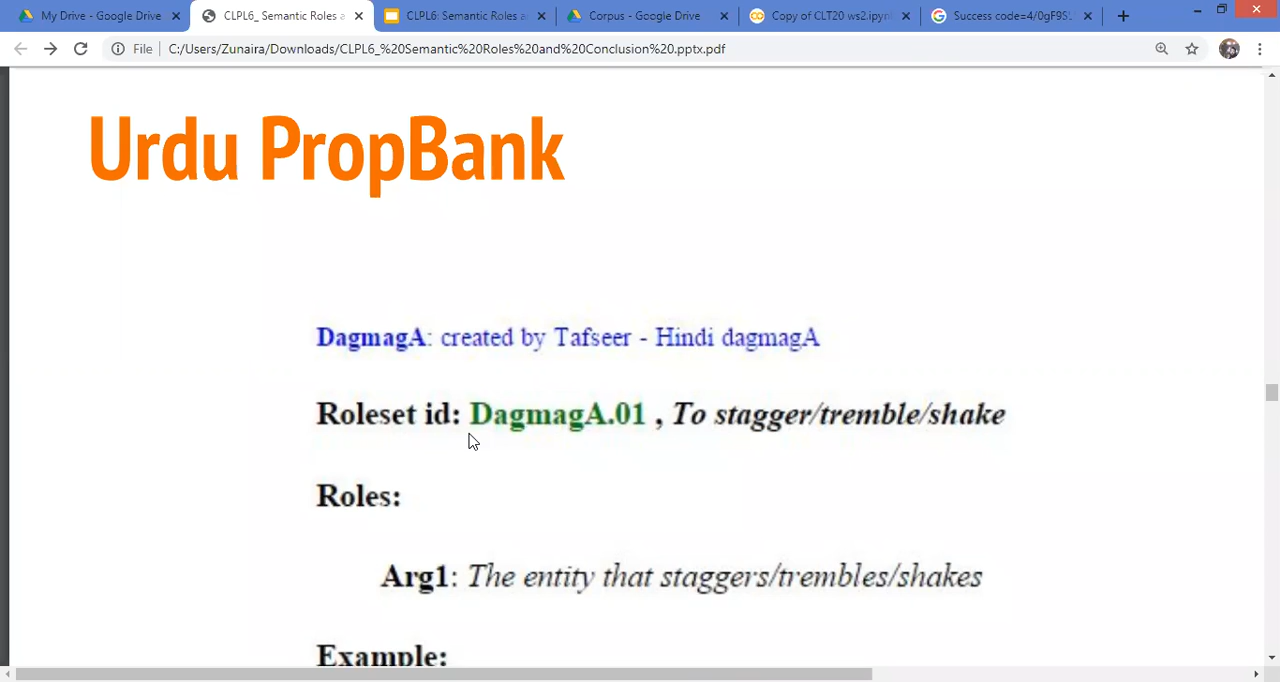 My Drive - Google Drive
CLPL6_ Semantic Roles a
CLPL6: Semantic Roles a
Corpus - Google Drive
Copy of CLT20 ws2.ipynb
Success code=4/0gF9S
File
C:/Users/Zunaira/Downloads/CLPL6_%20Semantic%20Roles%20and%20Conclusion%20.pptx.pdf
Urdu PropBank
DagmagA: created by Tafseer - Hindi dagmagA
Roleset id: DagmagA.01 , To stagger/tremble/shake
Roles:
Arg1: The entity that staggers/trembles/shakes
Example: